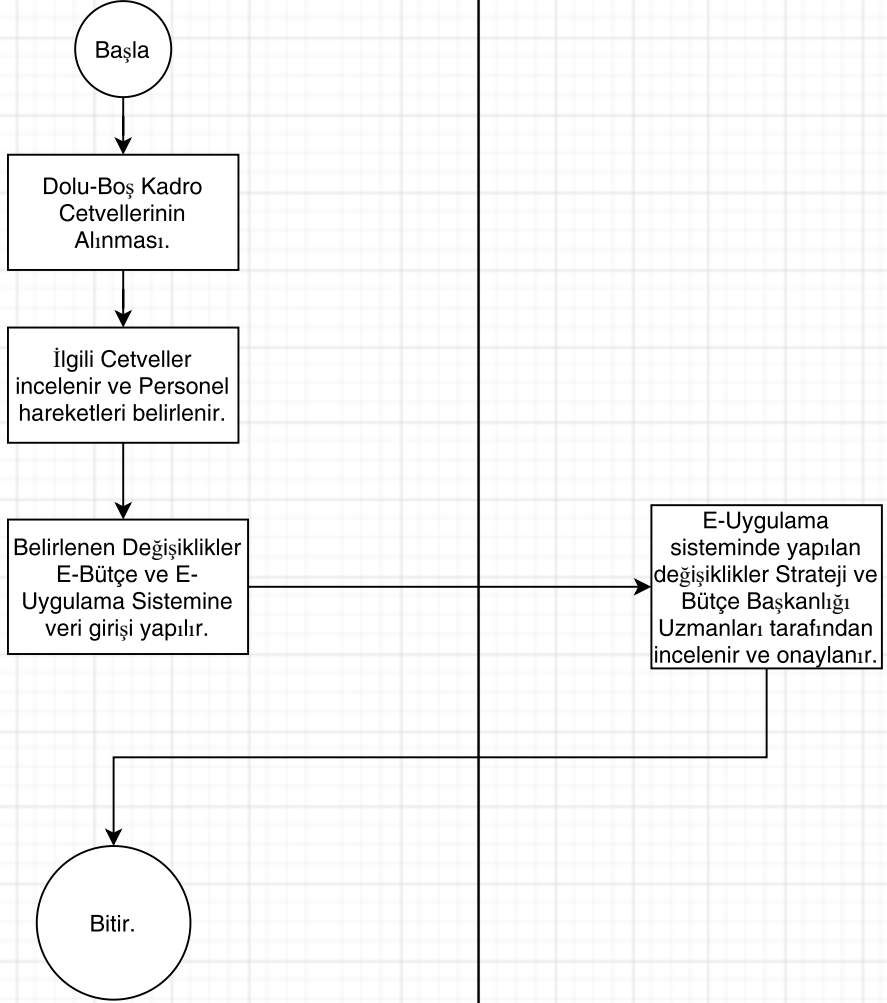 Başla
Dolu-Boş Kadro
Cetvellerinin
Alınması.
İlgili Cetveller
incelenir ve Personel
hareketleri belirlenir.
Belirlenen Değişiklikler
E-Bütçe ve E-
Uygulama Sistemine
veri girişi yapılır.
E-Uygulama
sisteminde yapılan
değişiklikler Strateji ve
Bütçe Başkanlığı
Uzmanları tarafından
incelenir ve onaylanır.
Bitir.